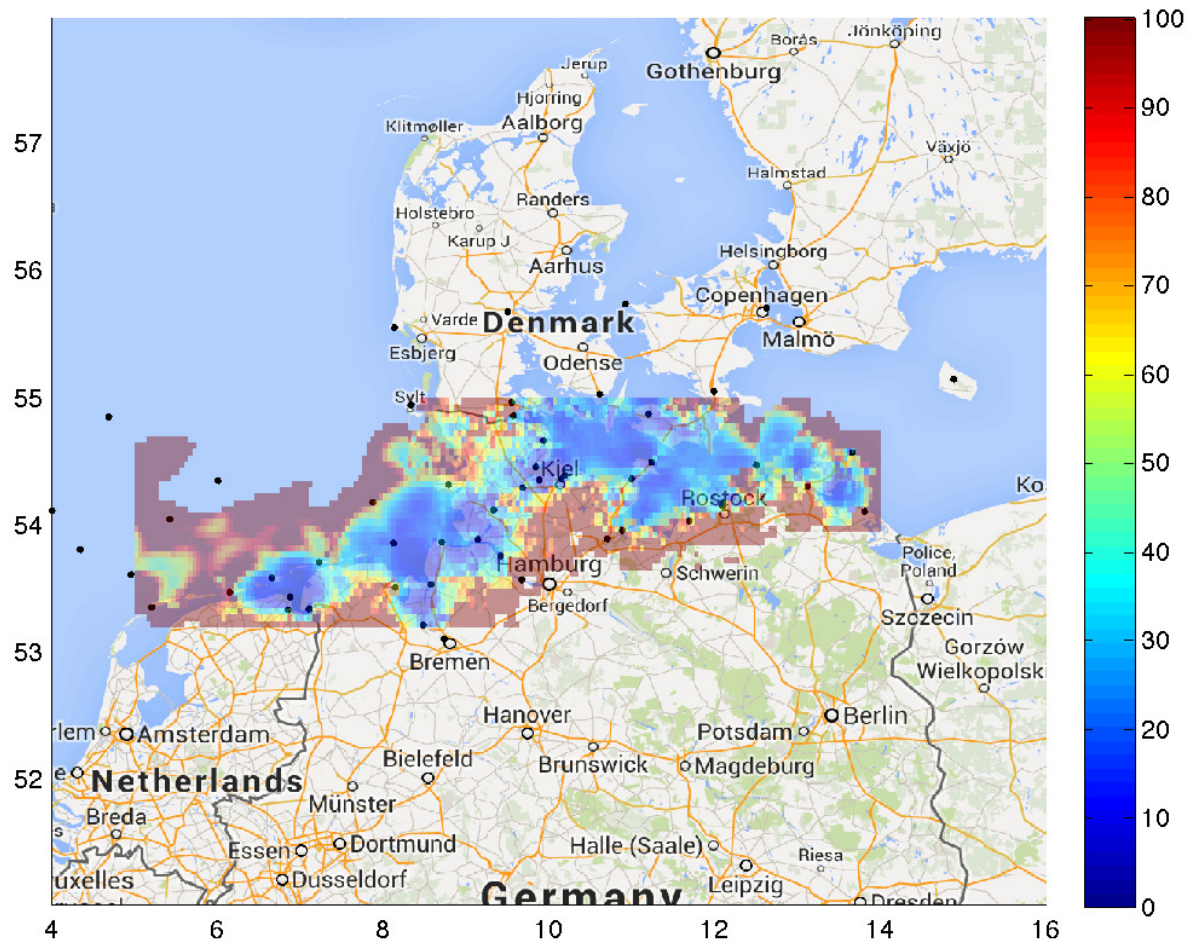 100
Jönköping
Borås
Gothenburg
Jerup
90
Hjorring
Aalborg
Klitmøller
57
Växjö
80
Halmstad
Randers
Holstebro
Karup J
Helsingborg
70
56
Aarhus
Copenhagen
Varde
Denmark
Malmö
60
Esbjerg
Odense
55
Sylt
50
Kiel
Ko
Rostock
54
40
Police,
Poland
Hamburg
Schwerin
Bergedorf
Szczecin
30
53
Bremen
Gorzów
Wielkopolski
Hanover
Berlin
rlem
Amsterdam
Potsdam
20
Bielefeld
Brunswick
Magdeburg
52
e
Netherlands
Münster
Breda
10
s
Essen
Dortmund
Halle (Saale)
Riesa
uxelles
Dusseldorf
Leipzig
Germany
Dresden
0
4
6
8
10
12
14
16